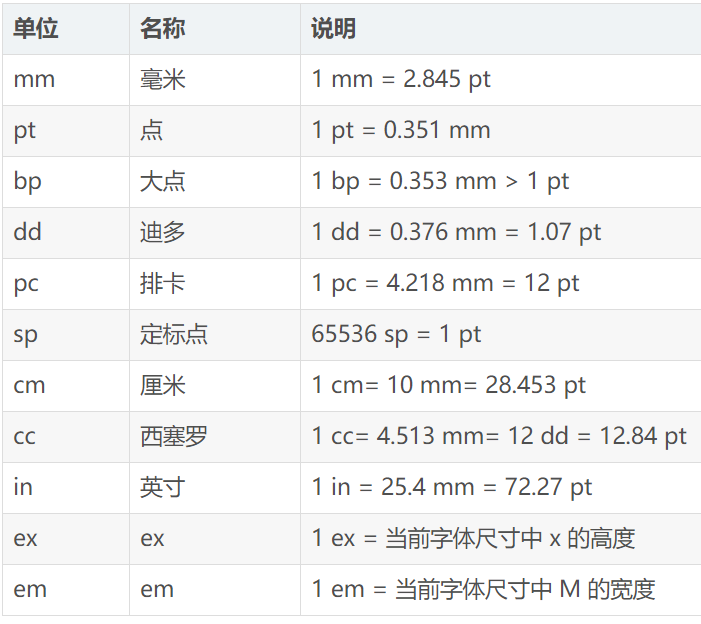 单位 名称 说明
mm 毫米 1 mm = 2.845 pt
pt 点 1 pt = 0.351 mm
bp 大点 1 bp = 0.353 mm > 1 pt
dd 迪多 1 dd = 0.376 mm = 1.07 pt
pc 排卡 1 pc = 4.218 mm = 12 pt
sp 定标点 65536 sp = 1 pt
cm 厘米 1 cm= 10 mm= 28.453 pt
cc 西塞罗 1 cc= 4.513 mm= 12 dd = 12.84 pt
in 英寸 1 in = 25.4 mm = 72.27 pt
ex ex 1 ex = 当前字体尺寸中 x 的高度
em em 1 em = 当前字体尺寸中 M 的宽度